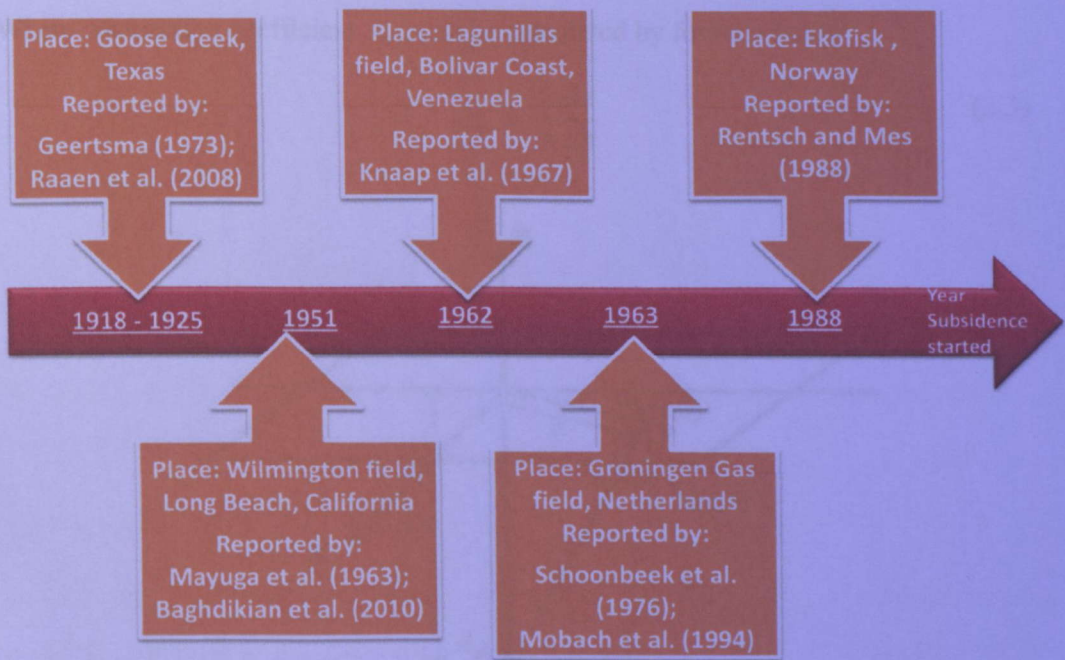 Place: Goose Creek,
Texas
Reported by:
Geertsma (1973);
Raaen et al. (2008)
Place: Lagunillas
field, Bolivar Coast,
Venezuela
Reported by:
Knaap et al. (1967)
Place: Ekofisk ,
Norway
Reported by:
Rentsch and Mes
(1988)
1918 - 1925
1951
1962
1963
1988
Year
Subsidence
started
Place: Wilmington field,
Long Beach, California
Reported by:
Mayuga et al. (1963);
Baghdikian et al. (2010)
Place: Groningen Gas
field, Netherlands
Reported by:
Schoonbeek et al.
(1976);
Mobach et al. (1994)